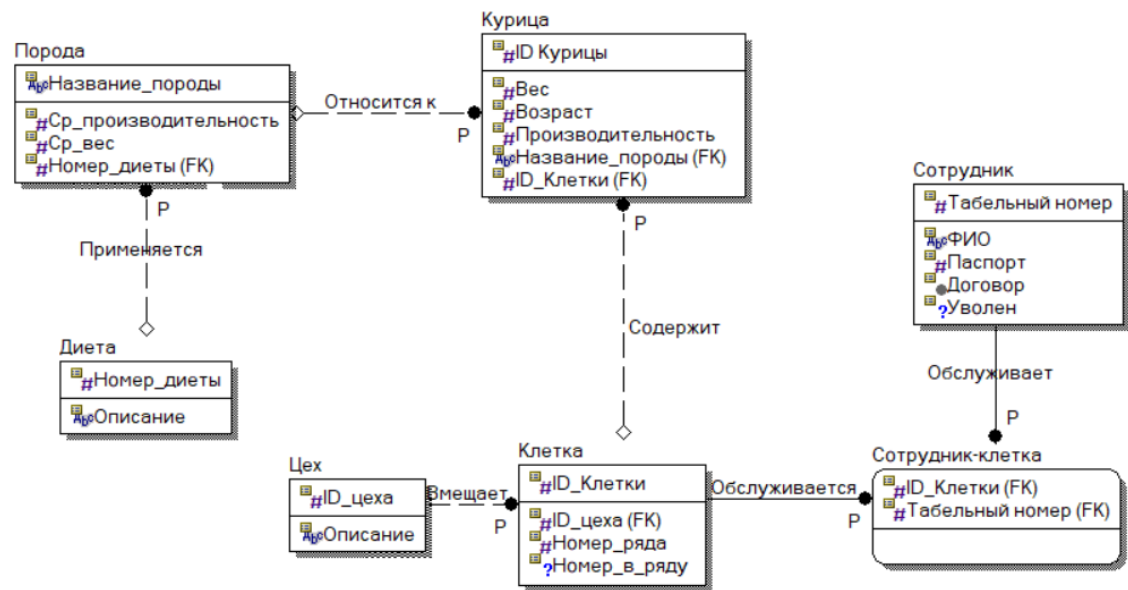 Порода
Название_породы
#Ср_производительность
#Ср_вес
#Номер_диеты (FK)
Относится к
P
Курица
#ID Курицы
#Вес
#Возраст
#Производительность
Название_породы (FK)
#ID_Клетки (FK)
P
Применяется
P
Содержит
Сотрудник
#Табельный номер
ФИО
#Паспорт
Договор
?Уволен
Обслуживает
P
Диета
#Номер_диеты
Описание
Цех
#ID_цеха
Описание
Вмещает
P
Клетка
#ID_Клетки
#ID_цеха (FK)
#Номер_ряда
?Номер_в_ряду
Обслуживается
P
Сотрудник-клетка
#ID_Клетки (FK)
#Табельный номер (FK)